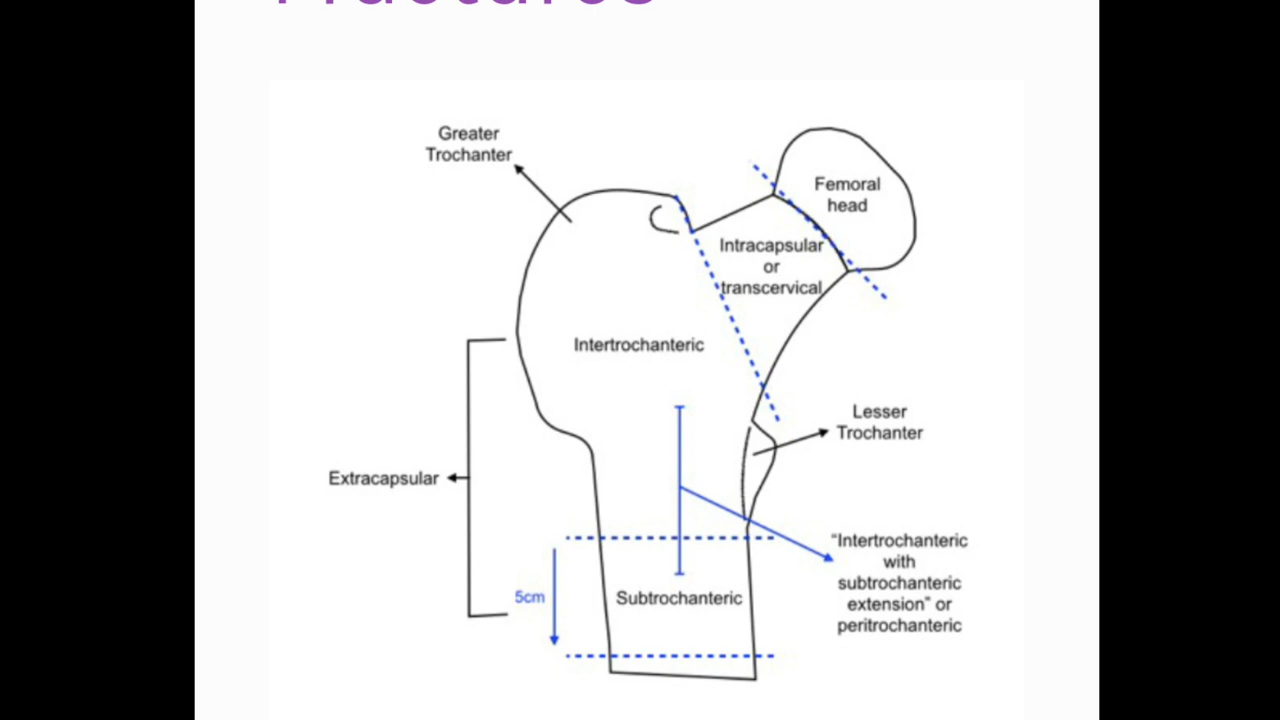 Fractures
Greater
Trochanter
Femoral
head
Intracapsular
or
transcervical
Intertrochanteric
Lesser
Trochanter
Extracapsular
"Intertrochanteric
with
subtrochanteric
extension" or
peritrochanteric
5cm
Subtrochanteric